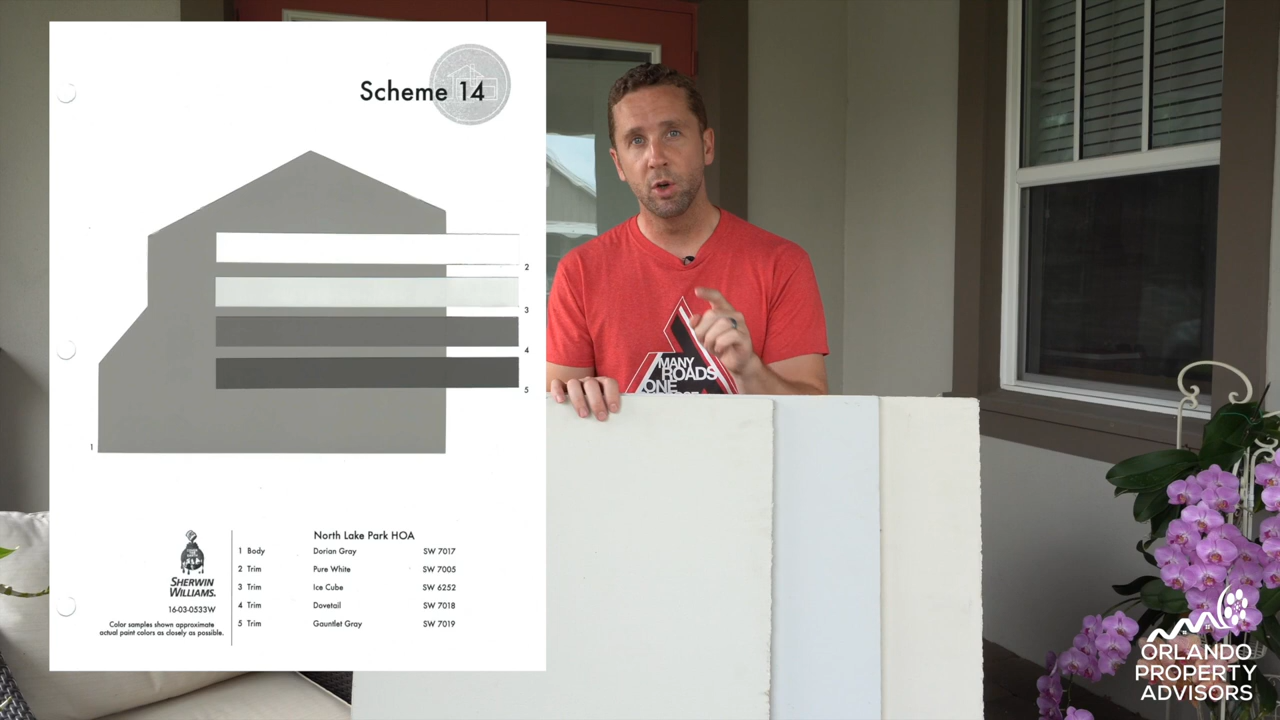 Scheme 14
2
3
4
5
1
North Lake Park HOA
1 Body Dorian Gray SW 7017
2 Trim Pure White SW 7005
3 Trim Ice Cube SW 6252
4 Trim Dovetail SW 7018
5 Trim Gauntlet Gray SW 7019
SHERWIN
WILLIAMS.
16-03-0533W
Color samples shown approximate
actual paint colors as closely as possible.
MANY
ROADS
ONE
ORLANDO
PROPERTY
ADVISORS